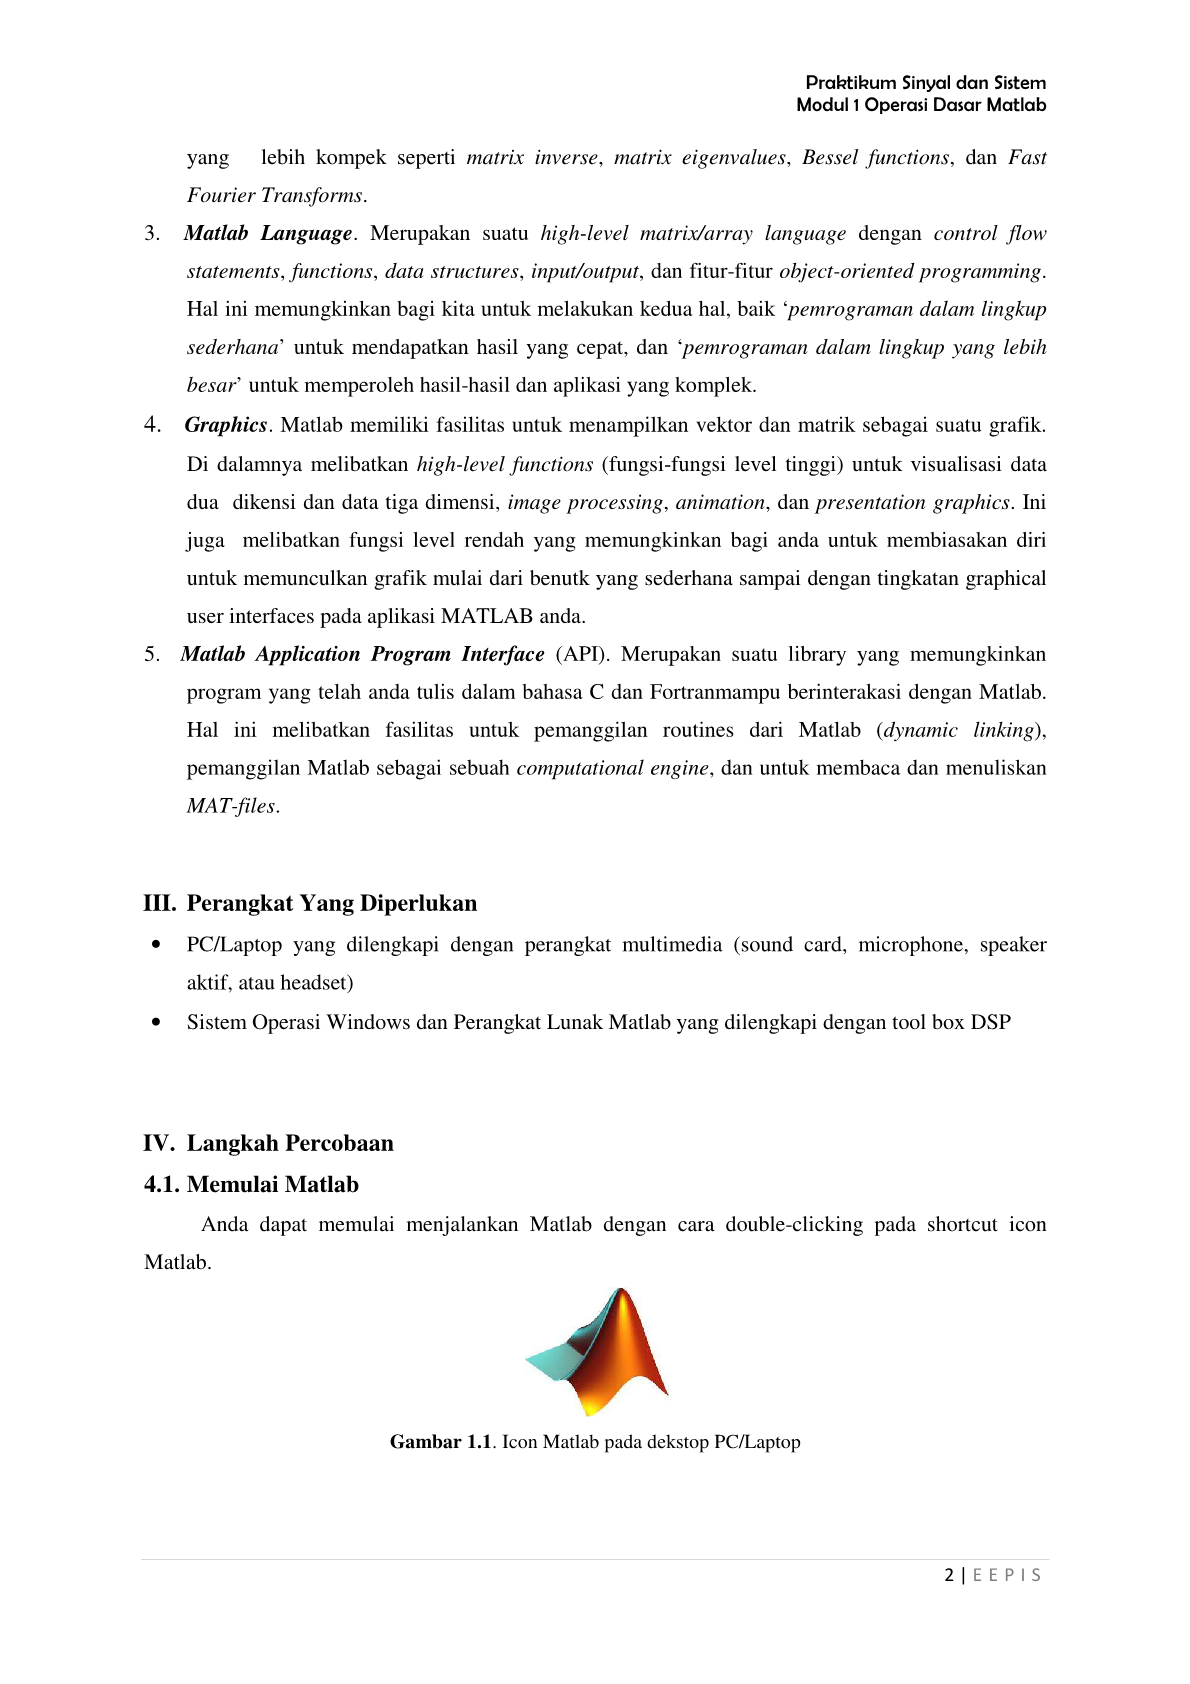 Praktikum Sinyal dan Sistem
Modul 1 Operasi Dasar Matlab
yang lebih kompek seperti matrix inverse, matrix eigenvalues, Bessel functions, dan Fast
Fourier Transforms.
3. Matlab Language. Merupakan suatu high-level matrix/array language dengan control flow
statements, functions, data structures, input/output, dan fitur-fitur object-oriented programming.
Hal ini memungkinkan bagi kita untuk melakukan kedua hal, baik ‘pemrograman dalam lingkup
sederhana’ untuk mendapatkan hasil yang cepat, dan ‘pemrograman dalam lingkup yang lebih
besar’ untuk memperoleh hasil-hasil dan aplikasi yang komplek.
4. Graphics. Matlab memiliki fasilitas untuk menampilkan vektor dan matrik sebagai suatu grafik.
Di dalamnya melibatkan high-level functions (fungsi-fungsi level tinggi) untuk visualisasi data
dua dikensi dan data tiga dimensi, image processing, animation, dan presentation graphics. Ini
juga melibatkan fungsi level rendah yang memungkinkan bagi anda untuk membiasakan diri
untuk memunculkan grafik mulai dari benutk yang sederhana sampai dengan tingkatan graphical
user interfaces pada aplikasi MATLAB anda.
5. Matlab Application Program Interface (API). Merupakan suatu library yang memungkinkan
program yang telah anda tulis dalam bahasa C dan Fortranmampu berinterakasi dengan Matlab.
Hal ini melibatkan fasilitas untuk pemanggilan routines dari Matlab (dynamic linking),
pemanggilan Matlab sebagai sebuah computational engine, dan untuk membaca dan menuliskan
MAT-files.
III. Perangkat Yang Diperlukan
• PC/Laptop yang dilengkapi dengan perangkat multimedia (sound card, microphone, speaker
aktif, atau headset)
• Sistem Operasi Windows dan Perangkat Lunak Matlab yang dilengkapi dengan tool box DSP
IV. Langkah Percobaan
4.1. Memulai Matlab
Anda dapat memulai menjalankan Matlab dengan cara double-clicking pada shortcut icon
Matlab.
Gambar 1.1. Icon Matlab pada dekstop PC/Laptop
2 | E E P I S